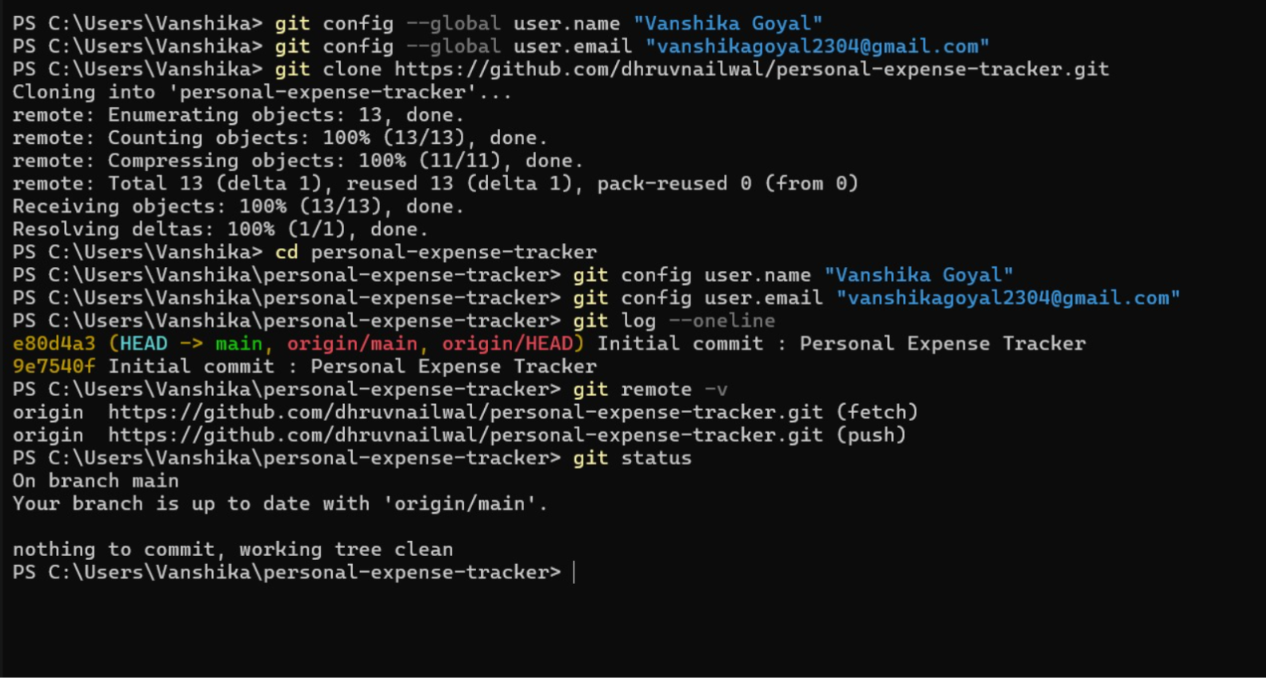 PS C:\Users\Vanshika> git config --global user.name "Vanshika Goyal"
PS C:\Users\Vanshika> git config --global user.email "vanshikagoyal2304@gmail.com"
PS C:\Users\Vanshika> git clone https://github.com/dhruvnailwal/personal-expense-tracker.git
Cloning into 'personal-expense-tracker'...
remote: Enumerating objects: 13, done.
remote: Counting objects: 100% (13/13), done.
remote: Compressing objects: 100% (11/11), done.
remote: Total 13 (delta 1), reused 13 (delta 1), pack-reused 0 (from 0)
Receiving objects: 100% (13/13), done.
Resolving deltas: 100% (1/1), done.
PS C:\Users\Vanshika> cd personal-expense-tracker
PS C:\Users\Vanshika\personal-expense-tracker> git config user.name "Vanshika Goyal"
PS C:\Users\Vanshika\personal-expense-tracker> git config user.email "vanshikagoyal2304@gmail.com"
PS C:\Users\Vanshika\personal-expense-tracker> git log --oneline
e80d4a3 (HEAD -> main, origin/main, origin/HEAD) Initial commit : Personal Expense Tracker
9e7540f Initial commit : Personal Expense Tracker
PS C:\Users\Vanshika\personal-expense-tracker> git remote -v
origin  https://github.com/dhruvnailwal/personal-expense-tracker.git (fetch)
origin  https://github.com/dhruvnailwal/personal-expense-tracker.git (push)
PS C:\Users\Vanshika\personal-expense-tracker> git status
On branch main
Your branch is up to date with 'origin/main'.

nothing to commit, working tree clean
PS C:\Users\Vanshika\personal-expense-tracker>